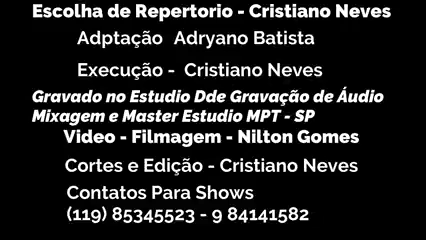 Escolha de Repertorio - Cristiano Neves
Adptação Adryano Batista
Execução - Cristiano Neves
Gravado no Estudio Dde Gravação de Áudio
Mixagem e Master Estudio MPT - SP
Video - Filmagem - Nilton Gomes
Cortes e Edição - Cristiano Neves
Contatos Para Shows
(119) 85345523 - 9 84141582